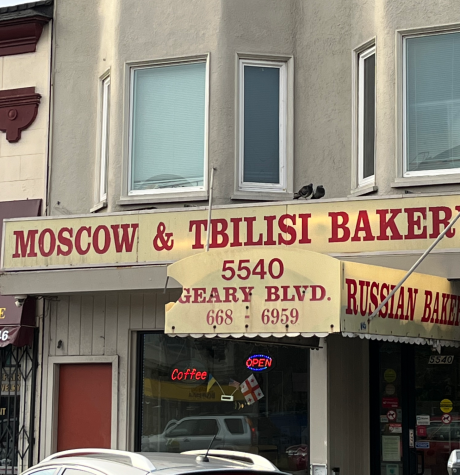 MOSCOW & TBILISI BAKERY
5540
GEARY BLVD.
668 - 6959
RUSSIAN BAKE
Coffee
OPEN
5540